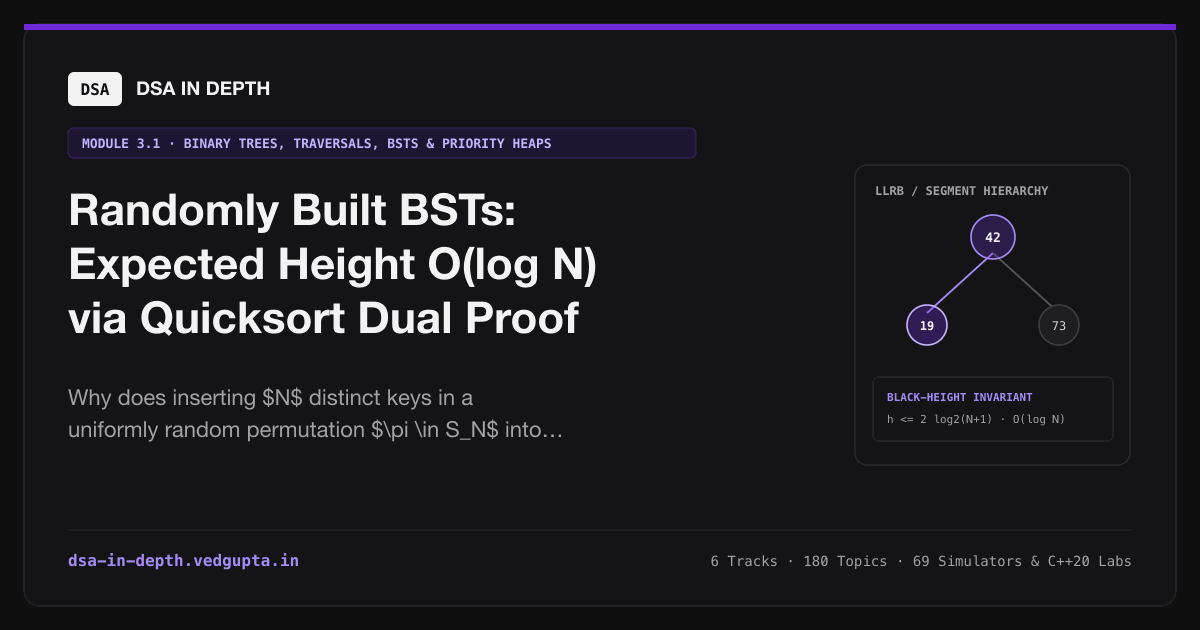 DSA
DSA IN DEPTH
MODULE 3.1 · BINARY TREES, TRAVERSALS, BSTS & PRIORITY HEAPS
Randomly Built BSTs:
Expected Height O(log N)
via Quicksort Dual Proof
Why does inserting $N$ distinct keys in a
uniformly random permutation $\pi \in S_N$ into…
LLRB / SEGMENT HIERARCHY
42
19
73
BLACK-HEIGHT INVARIANT
h <= 2 log2(N+1) · O(log N)
dsa-in-depth.vedgupta.in
6 Tracks · 180 Topics · 69 Simulators & C++20 Labs